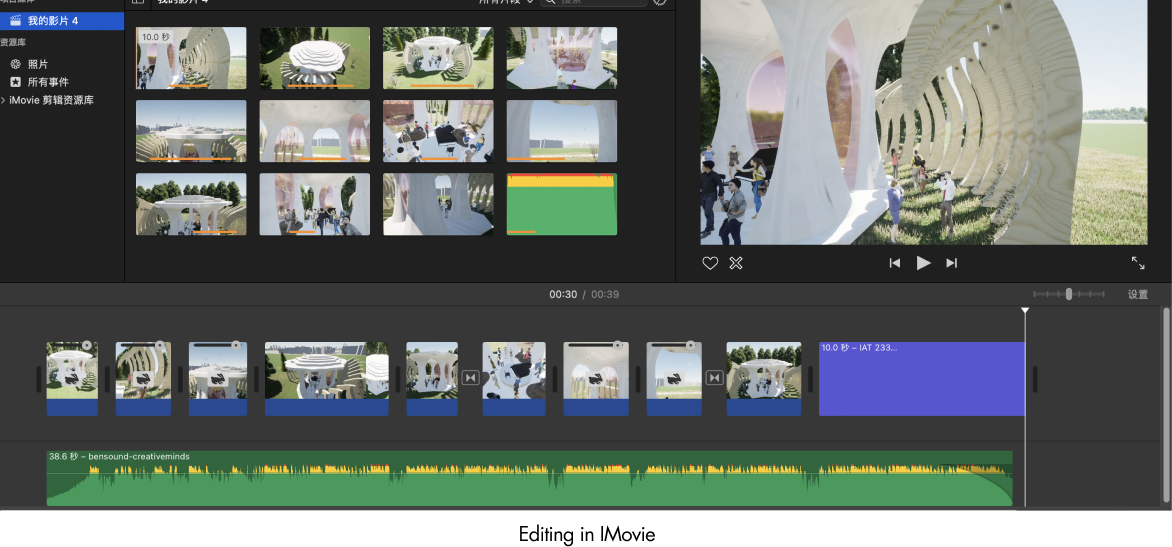 我的影片 4
所有片段
搜索
我的影片 4
资源库
照片
所有事件
iMovie 剪辑资源库
10.0 秒
00:30 / 00:39
设置
10.0 秒 – IAT 233...
38.6 秒 – bensound-creativeminds
Editing in IMovie